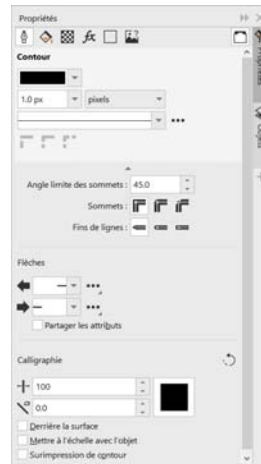 Propriétés
Contour
1.0 px pixels
Angle limite des sommets : 45.0
Sommets :
Fins de lignes :
Flèches
Partager les attributs
Calligraphie
100
0.0
Derrière la surface
Mettre à l'échelle avec l'objet
Surimpression de contour
Propriétés